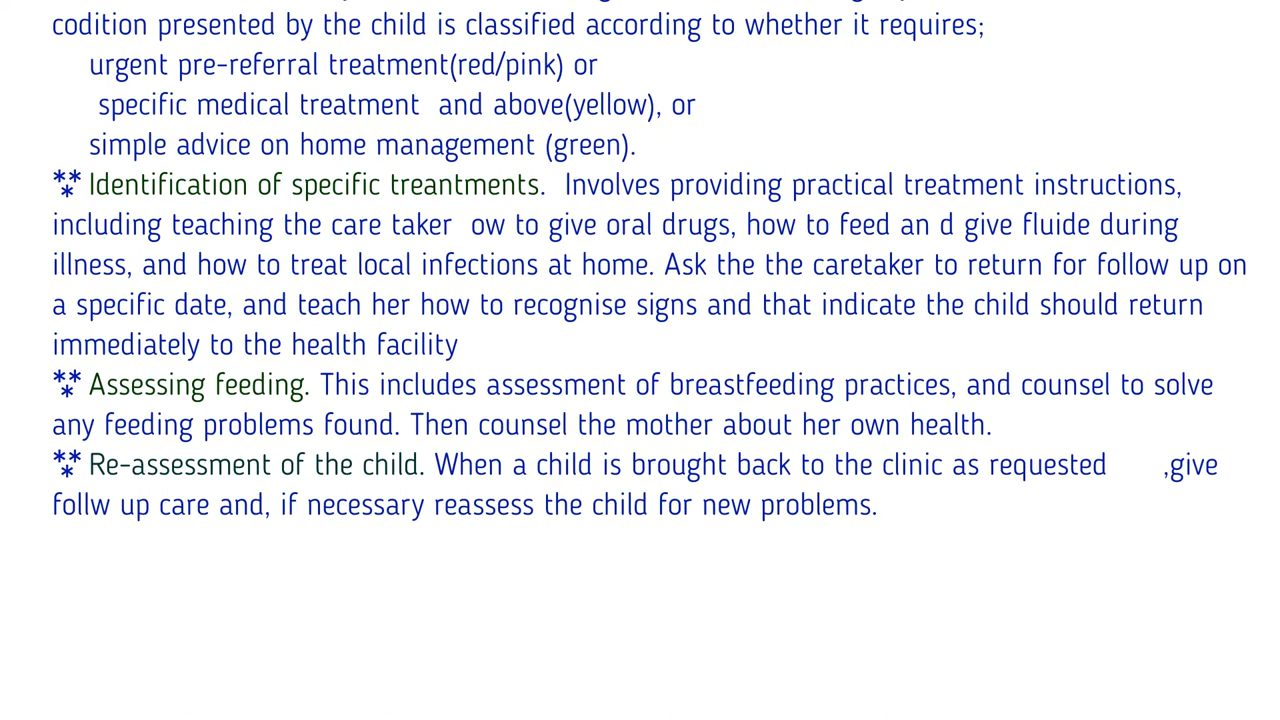 codition presented by the child is classified according to whether it requires;
urgent pre-referral treatment(red/pink) or
specific medical treatment  and above(yellow), or
simple advice on home management (green).
*** Identification of specific treantments.  Involves providing practical treatment instructions,
including teaching the care taker  ow to give oral drugs, how to feed an d give fluide during
illness, and how to treat local infections at home. Ask the the caretaker to return for follow up on
a specific date, and teach her how to recognise signs and that indicate the child should return
immediately to the health facility
*** Assessing feeding. This includes assessment of breastfeeding practices, and counsel to solve
any feeding problems found. Then counsel the mother about her own health.
*** Re-assessment of the child. When a child is brought back to the clinic as requested      ,give
follw up care and, if necessary reassess the child for new problems.